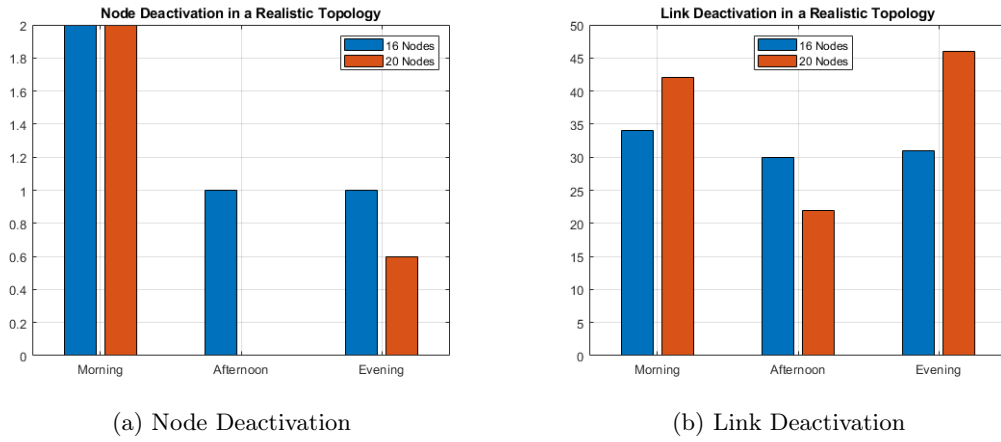 Node Deactivation in a Realistic Topology
2
1.8
1.6
1.4
1.2
1
0.8
0.6
0.4
0.2
0
16 Nodes
20 Nodes
Morning Afternoon Evening
(a) Node Deactivation
Link Deactivation in a Realistic Topology
50
45
40
35
30
25
20
15
10
5
0
16 Nodes
20 Nodes
Morning Afternoon Evening
(b) Link Deactivation